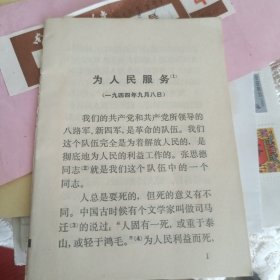 为人民服务〔1〕
（一九四四年九月八日）
我们的共产党和共产党所领导的
八路军、新四军，是革命的队伍。我们
这个队伍完全是为着解放人民的，是
彻底地为人民的利益工作的。张思德
同志〔2〕就是我们这个队伍中的一个
同志。
人总是要死的，但死的意义有不
同。中国古时候有个文学家叫做司马
迁〔3〕的说过：“人固有一死，或重于泰
山，或轻于鸿毛。”〔4〕为人民利益而死，
1